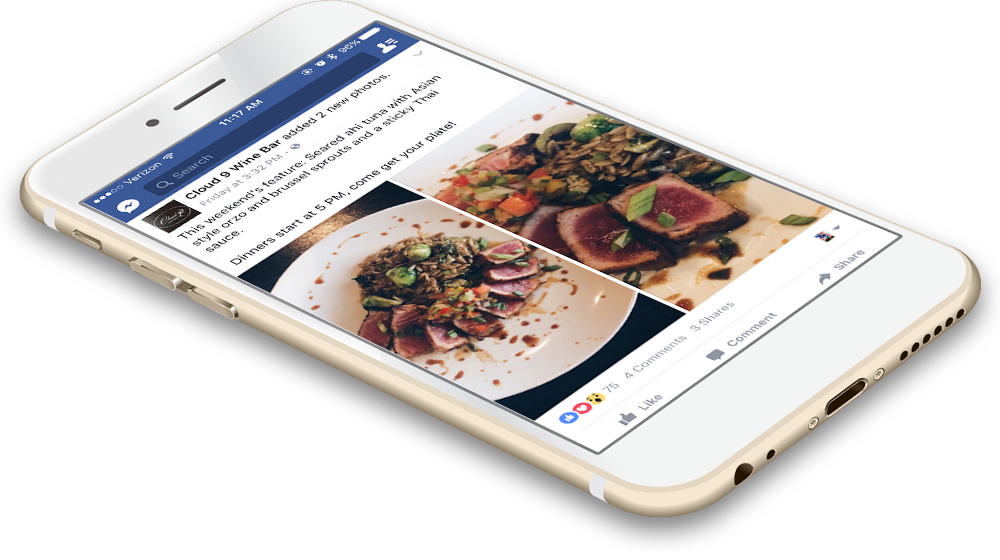 Verizon 11:17 AM 96%
Search
Cloud 9 Wine Bar added 2 new photos.
Friday at 3:32 PM ·
This weekend's feature: Seared ahi tuna with Asian
style orzo and brussel sprouts and a sticky Thai
sauce.
Dinners start at 5 PM, come get your plate!
75 4 Comments 3 Shares
Like Comment Share